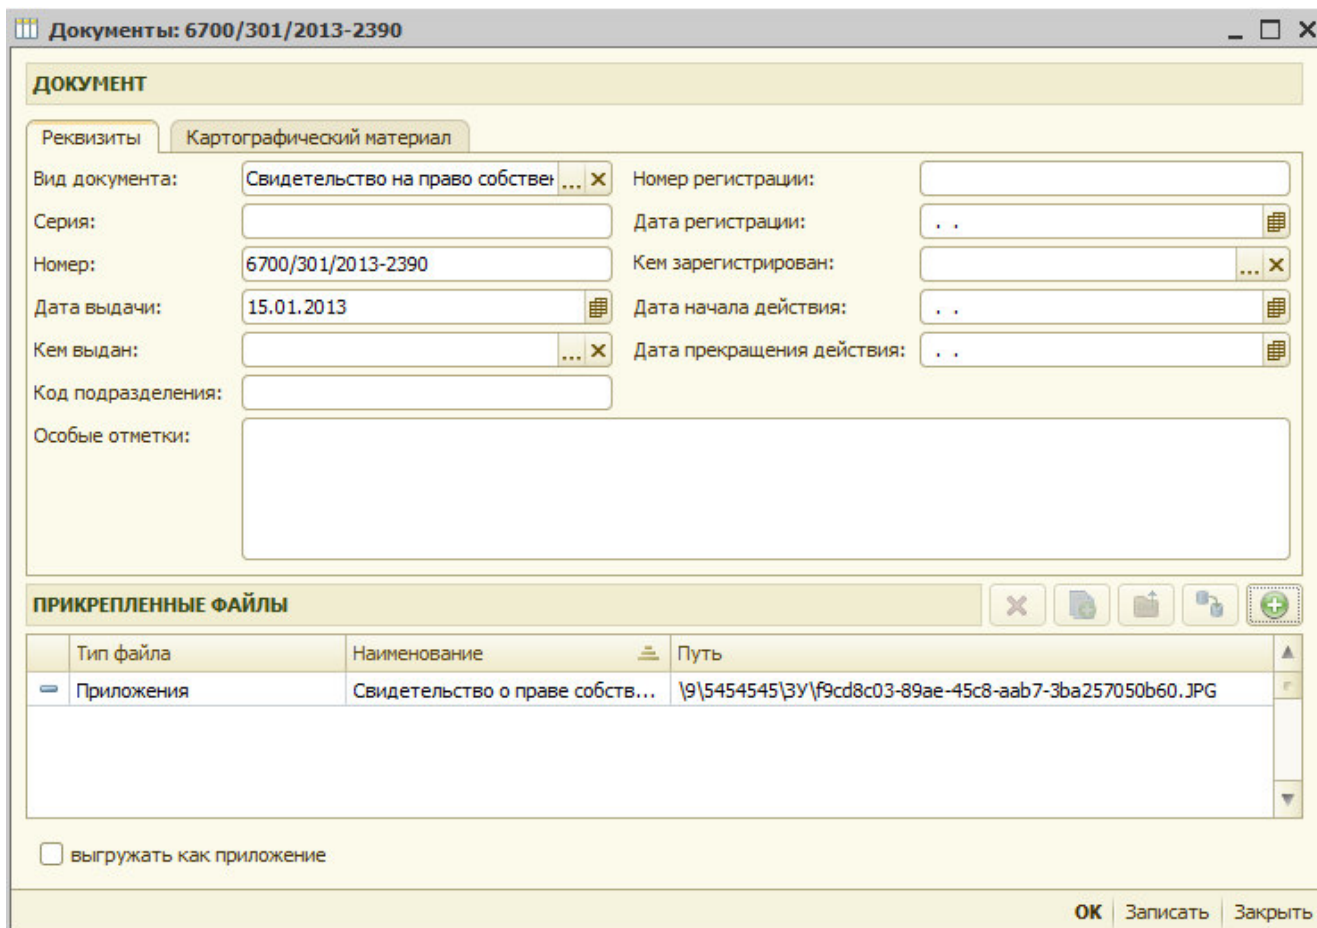 Документы: 6700/301/2013-2390
ДОКУМЕНТ
Реквизиты Картографический материал
Вид документа: Свидетельство на право собствен ... Номер регистрации:
Серия: Дата регистрации: . .
Номер: 6700/301/2013-2390 Кем зарегистрирован: ...
Дата выдачи: 15.01.2013 Дата начала действия: . .
Кем выдан: ... Дата прекращения действия: . .
Код подразделения:
Особые отметки:
ПРИКРЕПЛЕННЫЕ ФАЙЛЫ
Тип файла Наименование Путь
Приложения Свидетельство о праве собств... \9\5454545\ЗУ\f9cd8c03-89ae-45c8-aab7-3ba257050b60.JPG
выгружать как приложение
ОК Записать Закрыть